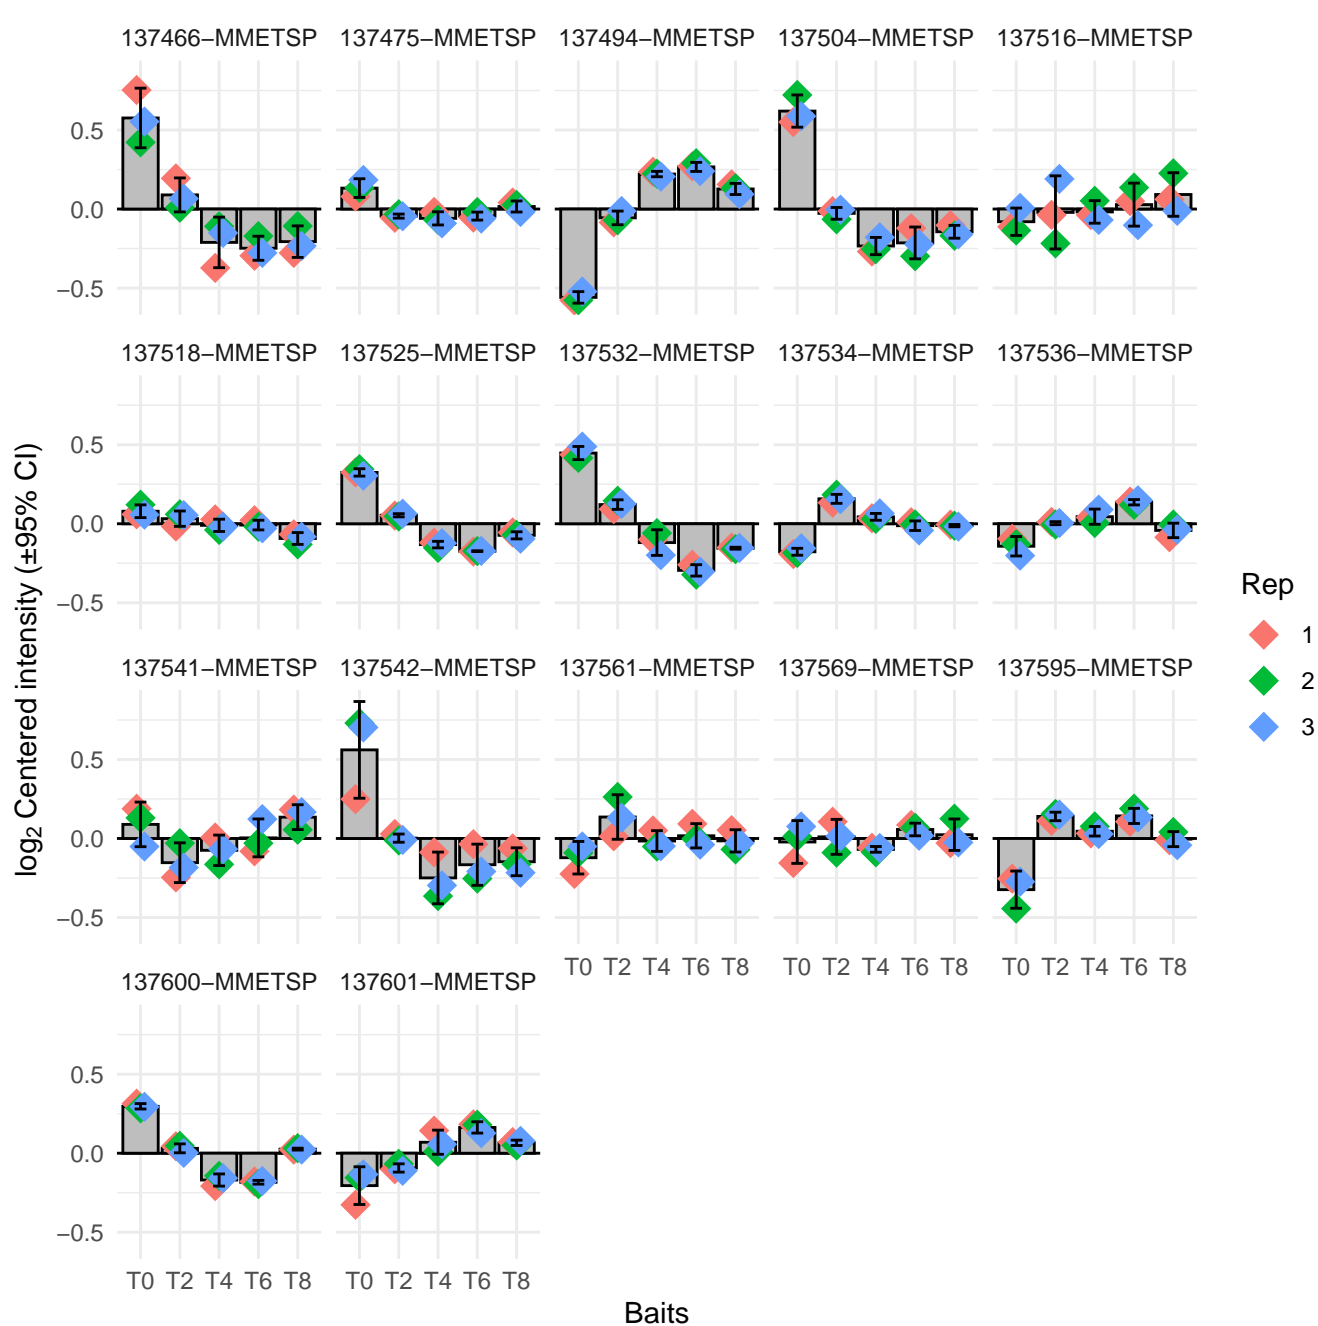 137466−MMETSP 137475−MMETSP 137494−MMETSP 137504−MMETSP 137516−MMETSP
0.5
0.0
−0.5
137518−MMETSP 137525−MMETSP 137532−MMETSP 137534−MMETSP 137536−MMETSP
0.5
0.0
−0.5
137541−MMETSP 137542−MMETSP 137561−MMETSP 137569−MMETSP 137595−MMETSP
0.5
0.0
−0.5
T0 T2 T4 T6 T8 T0 T2 T4 T6 T8 T0 T2 T4 T6 T8
137600−MMETSP 137601−MMETSP
0.5
0.0
−0.5
T0 T2 T4 T6 T8 T0 T2 T4 T6 T8
Baits
log₂ Centered intensity (±95% CI)
Rep
1
2
3